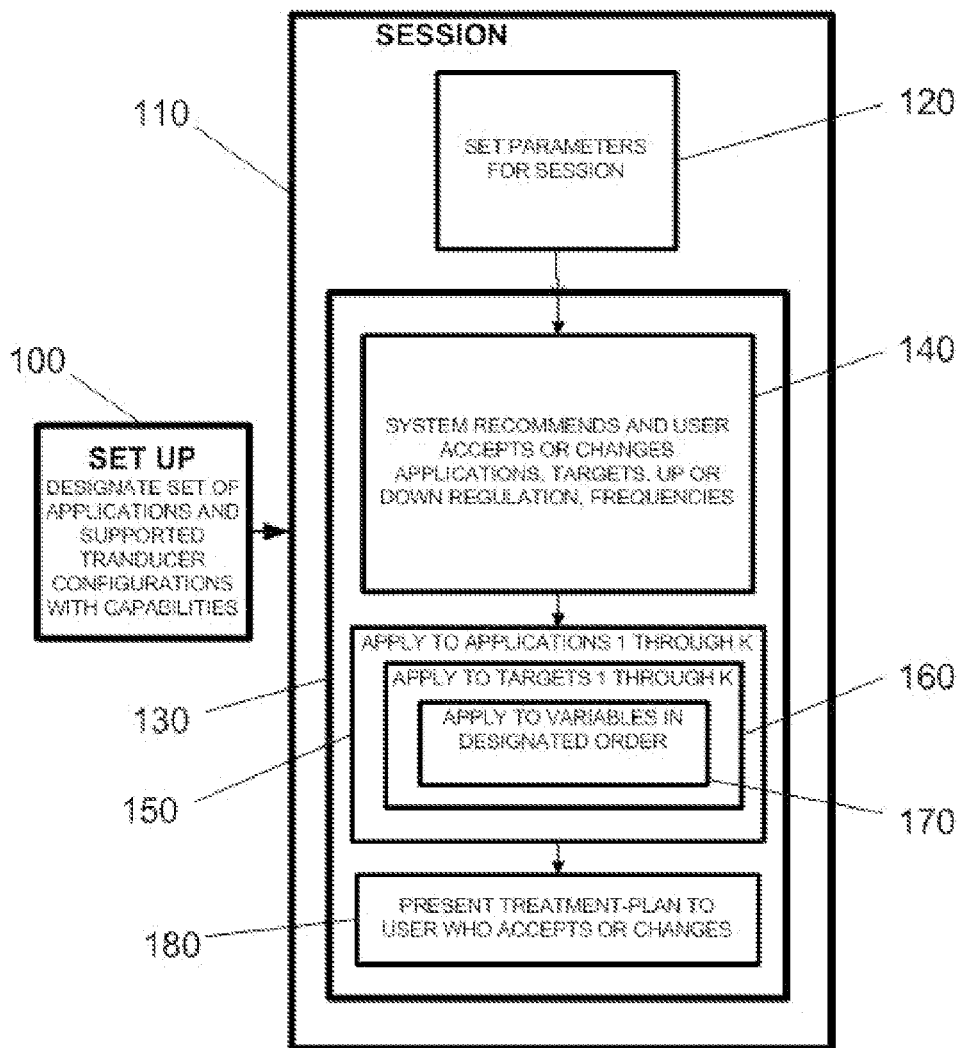 SESSION
110
120
SET PARAMETERS
FOR SESSION
100
140
SET UP
DESIGNATE SET OF
APPLICATIONS AND
SUPPORTED
TRANDUCER
CONFIGURATIONS
WITH CAPABILITIES
SYSTEM RECOMMENDS AND USER
ACCEPTS OR CHANGES
APPLICATIONS, TARGETS, UP OR
DOWN REGULATION, FREQUENCIES
APPLY TO APPLICATIONS 1 THROUGH K
APPLY TO TARGETS 1 THROUGH K
160
APPLY TO VARIABLES IN
DESIGNATED ORDER
130
150
170
PRESENT TREATMENT-PLAN TO
USER WHO ACCEPTS OR CHANGES
180